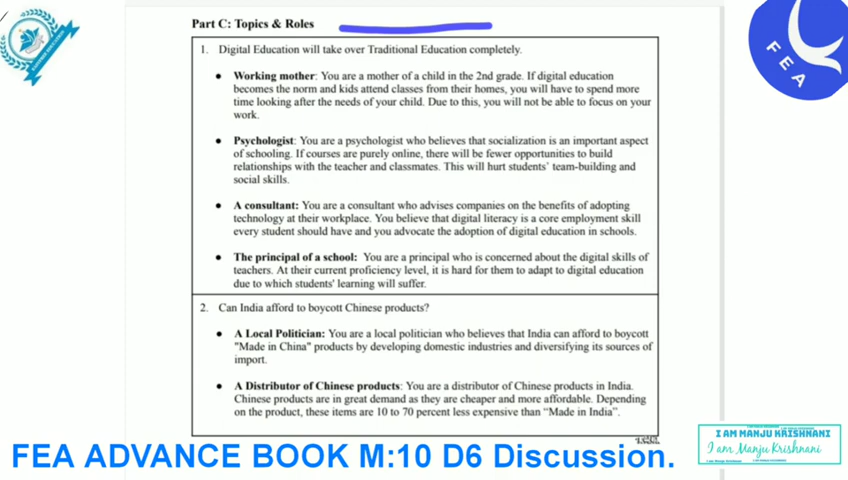 Part C: Topics & Roles
1. Digital Education will take over Traditional Education completely.
● Working mother: You are a mother of a child in the 2nd grade. If digital education
becomes the norm and kids attend classes from their homes, you will have to spend more
time looking after the needs of your child. Due to this, you will not be able to focus on your
work.
● Psychologist: You are a psychologist who believes that socialization is an important aspect
of schooling. If courses are purely online, there will be fewer opportunities to build
relationships with the teacher and classmates. This will hurt students' team-building and
social skills.
● A consultant: You are a consultant who advises companies on the benefits of adopting
technology at their workplace. You believe that digital literacy is a core employment skill
every student should have and you advocate the adoption of digital education in schools.
● The principal of a school: You are a principal who is concerned about the digital skills of
teachers. At their current proficiency level, it is hard for them to adapt to digital education
due to which students' learning will suffer.
2. Can India afford to boycott Chinese products?
● A Local Politician: You are a local politician who believes that India can afford to boycott
"Made in China" products by developing domestic industries and diversifying its sources of
import.
● A Distributor of Chinese products: You are a distributor of Chinese products in India.
Chinese products are in great demand as they are cheaper and more affordable. Depending
on the product, these items are 10 to 70 percent less expensive than "Made in India".
FEA
I AM MANJU KRISHNANI
I am Manju Krishnani
FEA ADVANCE BOOK M:10 D6 Discussion.